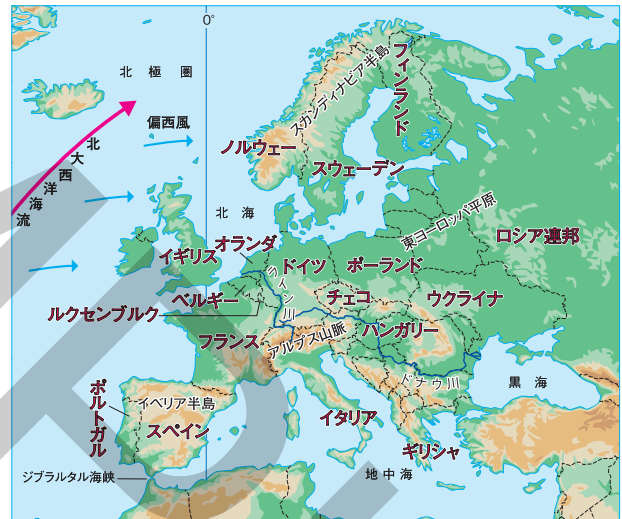 0°
北極圏
フィンランド
スカンディナビア半島
偏西風
北大西洋海流
ノルウェー
スウェーデン
北海
東ヨーロッパ平原
ロシア連邦
オランダ
イギリス
ドイツ
ポーランド
ライン川
ベルギー
チェコ
ウクライナ
ルクセンブルク
フランス
アルプス山脈
ハンガリー
ドナウ川
黒海
ポルトガル
イベリア半島
スペイン
イタリア
ギリシャ
ジブラルタル海峡
地中海